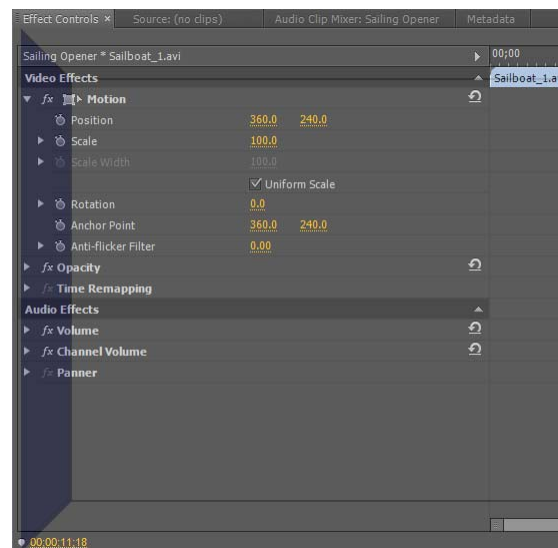 Effect Controls × Source: (no clips) Audio Clip Mixer: Sailing Opener Metadata
Sailing Opener * Sailboat_1.avi 00;00
Video Effects Sailboat_1.a
fx Motion
Position 360.0 240.0
Scale 100.0
Scale Width 100.0
Uniform Scale
Rotation 0.0
Anchor Point 360.0 240.0
Anti-flicker Filter 0.00
fx Opacity
fx Time Remapping
Audio Effects
fx Volume
fx Channel Volume
fx Panner
00;00;11;18